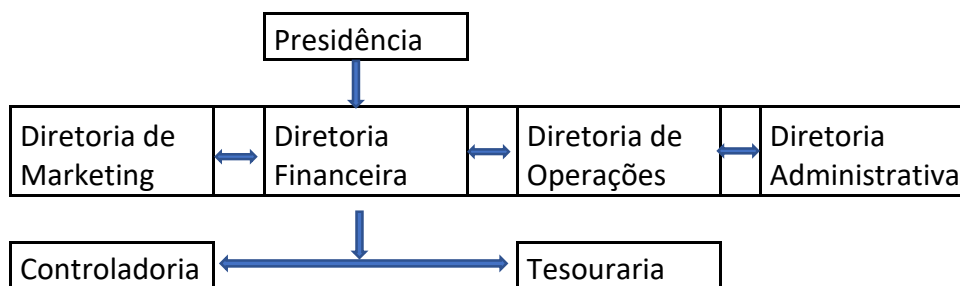 Presidência
Diretoria de
Marketing
Diretoria
Financeira
Diretoria de
Operações
Diretoria
Administrativa
Controladoria
Tesouraria